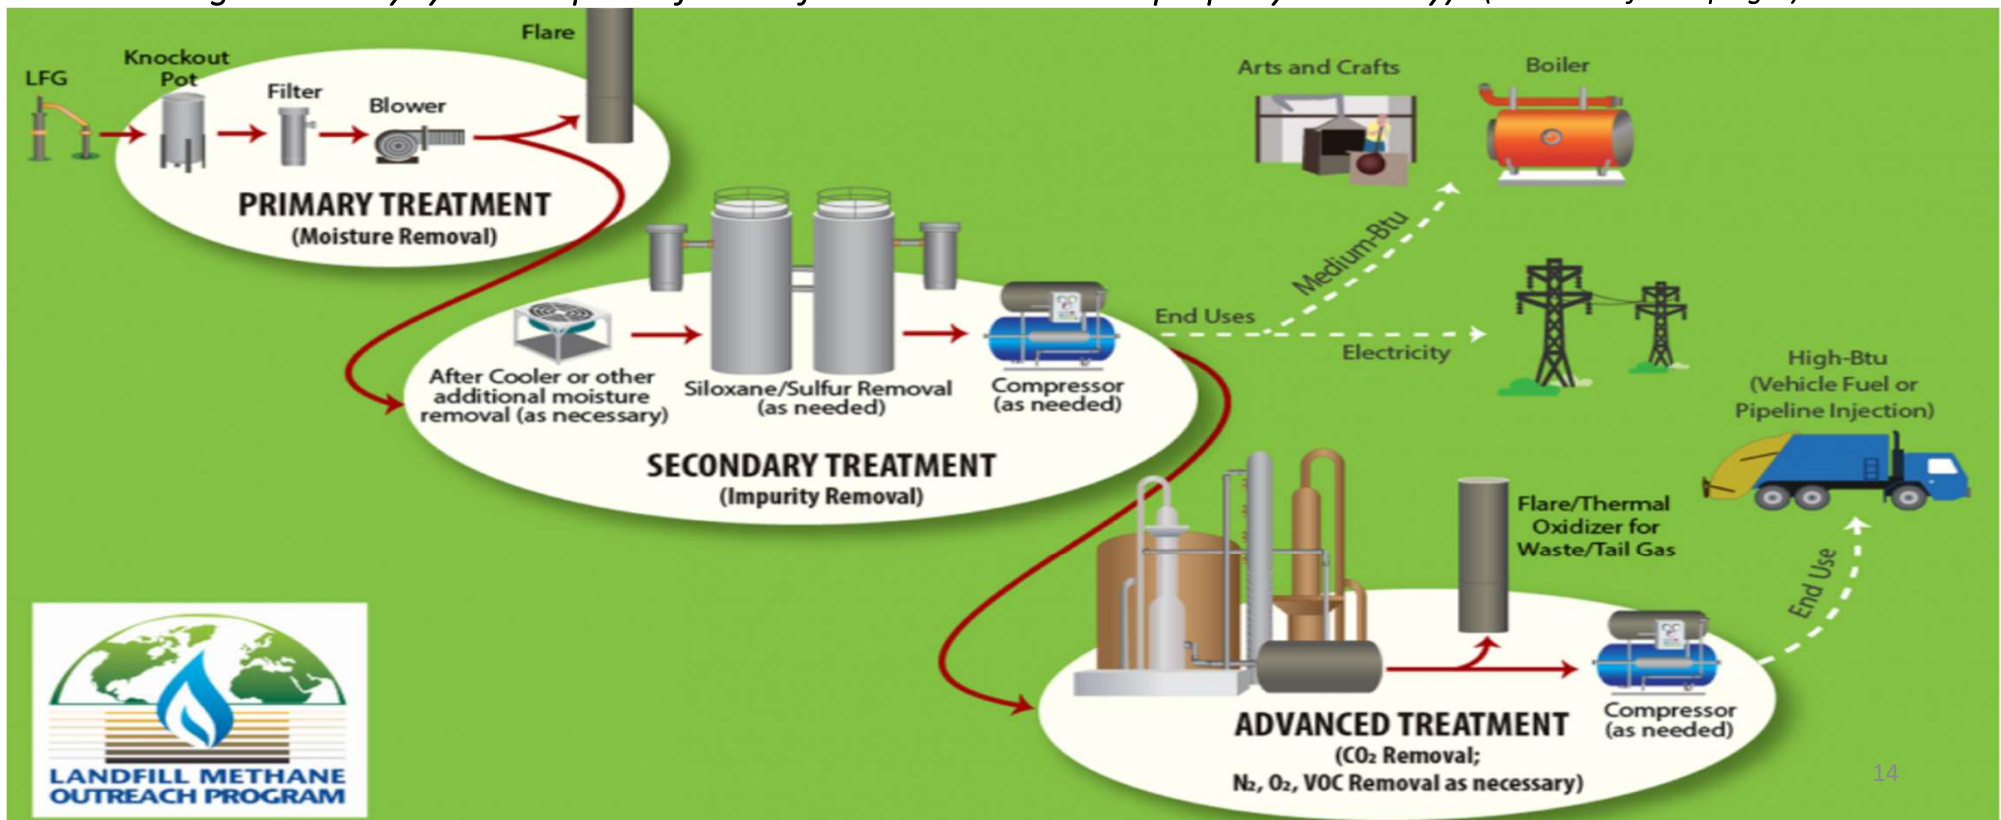 Flare
Knockout
Pot
LFG
Filter
Blower
PRIMARY TREATMENT
(Moisture Removal)
Arts and Crafts
Boiler
Medium-Btu
End Uses
Electricity
After Cooler or other
additional moisture
removal (as necessary)
Siloxane/Sulfur Removal
(as needed)
Compressor
(as needed)
SECONDARY TREATMENT
(Impurity Removal)
High-Btu
(Vehicle Fuel or
Pipeline Injection)
Flare/Thermal
Oxidizer for
Waste/Tail Gas
End Use
ADVANCED TREATMENT
(CO₂ Removal;
N₂, O₂, VOC Removal as necessary)
Compressor
(as needed)
LANDFILL METHANE
OUTREACH PROGRAM
14